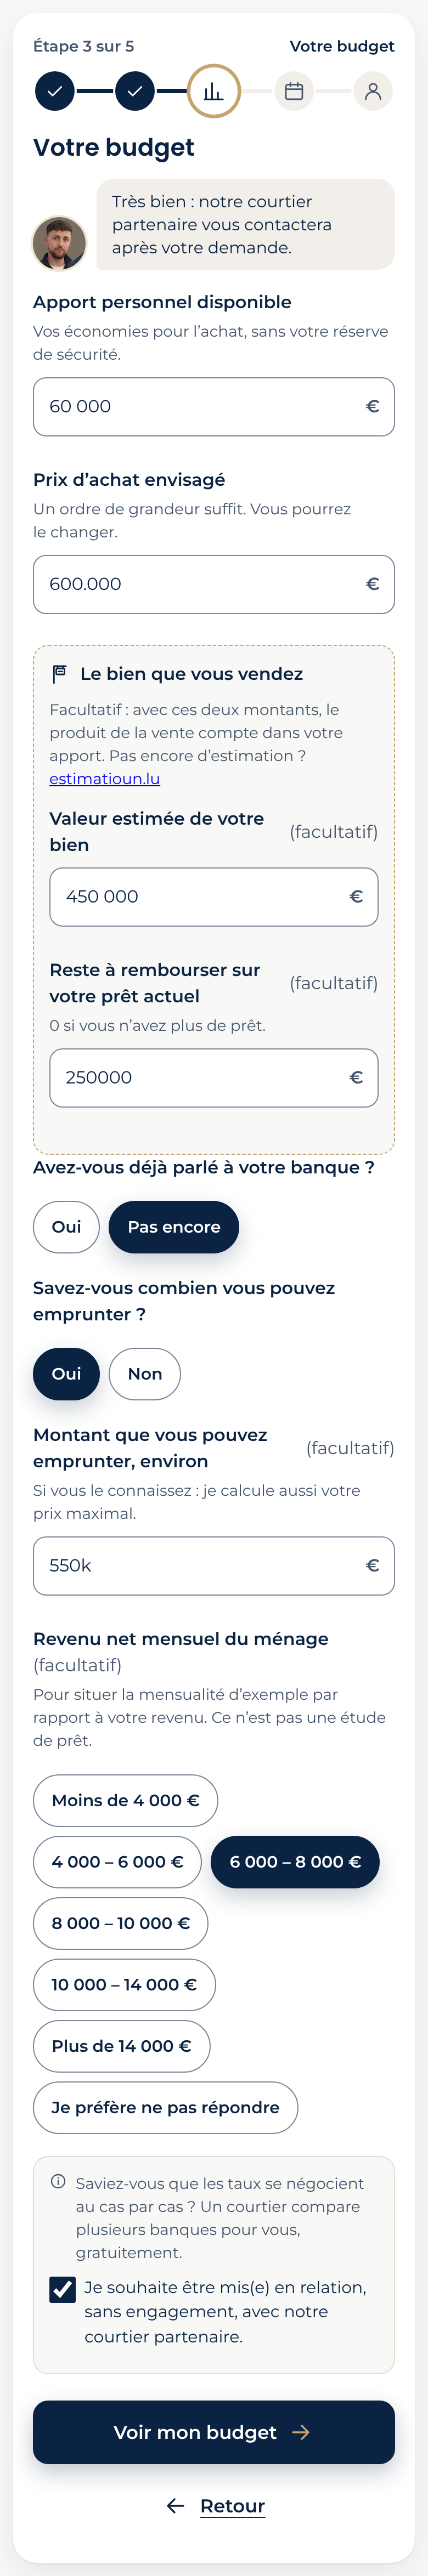 Étape 3 sur 5
Votre budget
Votre budget
Très bien : notre courtier
partenaire vous contactera
après votre demande.
Apport personnel disponible
Vos économies pour l’achat, sans votre réserve
de sécurité.
60 000 €
Prix d’achat envisagé
Un ordre de grandeur suffit. Vous pourrez
le changer.
600.000 €
Le bien que vous vendez
Facultatif : avec ces deux montants, le
produit de la vente compte dans votre
apport. Pas encore d’estimation ?
estimatioun.lu
Valeur estimée de votre
bien
(facultatif)
450 000 €
Reste à rembourser sur
votre prêt actuel
(facultatif)
0 si vous n’avez plus de prêt.
250000 €
Avez-vous déjà parlé à votre banque ?
Oui
Pas encore
Savez-vous combien vous pouvez
emprunter ?
Oui
Non
Montant que vous pouvez
emprunter, environ
(facultatif)
Si vous le connaissez : je calcule aussi votre
prix maximal.
550k €
Revenu net mensuel du ménage
(facultatif)
Pour situer la mensualité d’exemple par
rapport à votre revenu. Ce n’est pas une étude
de prêt.
Moins de 4 000 €
4 000 – 6 000 €
6 000 – 8 000 €
8 000 – 10 000 €
10 000 – 14 000 €
Plus de 14 000 €
Je préfère ne pas répondre
Saviez-vous que les taux se négocient
au cas par cas ? Un courtier compare
plusieurs banques pour vous,
gratuitement.
Je souhaite être mis(e) en relation,
sans engagement, avec notre
courtier partenaire.
Voir mon budget
Retour